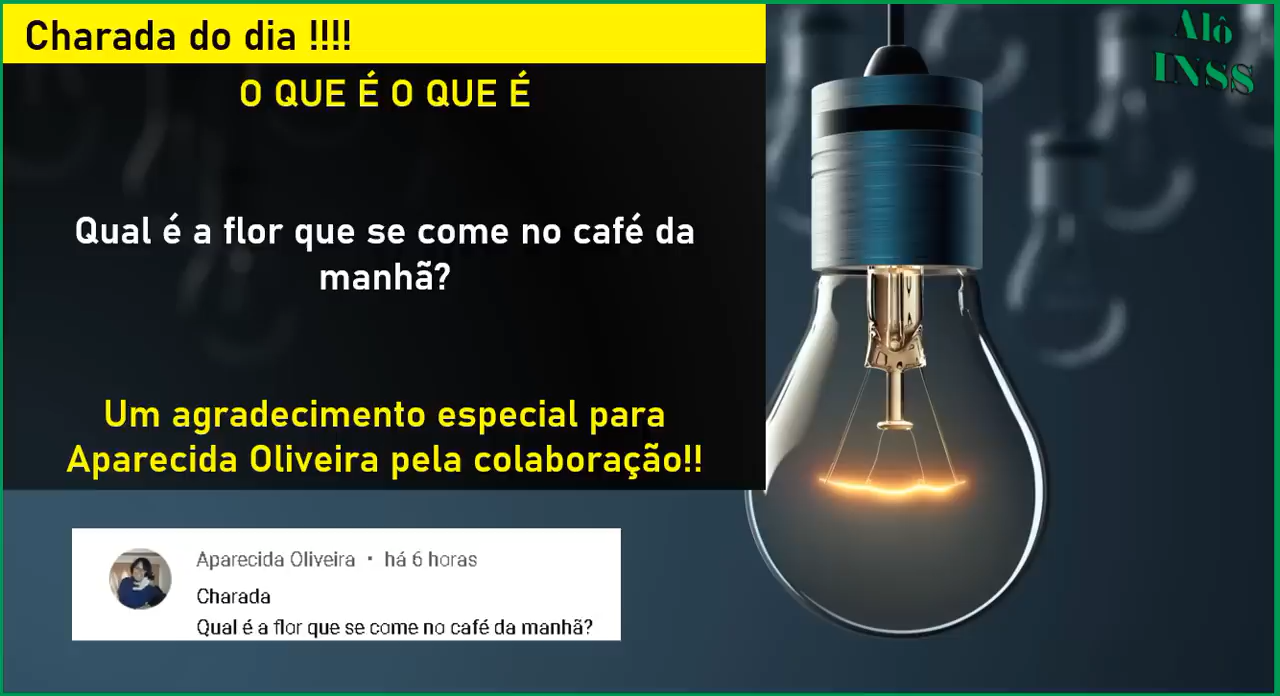 Charada do dia !!!!
Alô
INSS
O QUE É O QUE É
Qual é a flor que se come no café da
manhã?
Um agradecimento especial para
Aparecida Oliveira pela colaboração!!
Aparecida Oliveira • há 6 horas
Charada
Qual é a flor que se come no café da manhã?